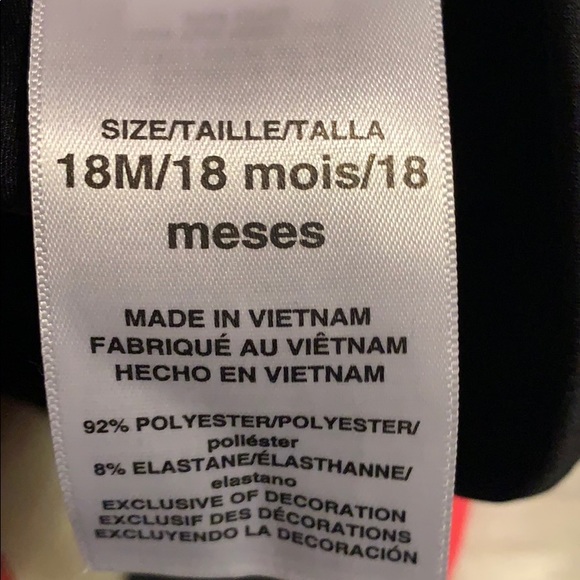 SIZE/TAILLE/TALLA
18M/18 mois/18
meses
MADE IN VIETNAM
FABRIQUÉ AU VIÊTNAM
HECHO EN VIETNAM
92% POLYESTER/POLYESTER/
poliéster
8% ELASTANE/ÉLASTHANNE/
elastano
EXCLUSIVE OF DECORATION
EXCLUSIF DES DÉCORATIONS
EXCLUYENDO LA DECORACIÓN